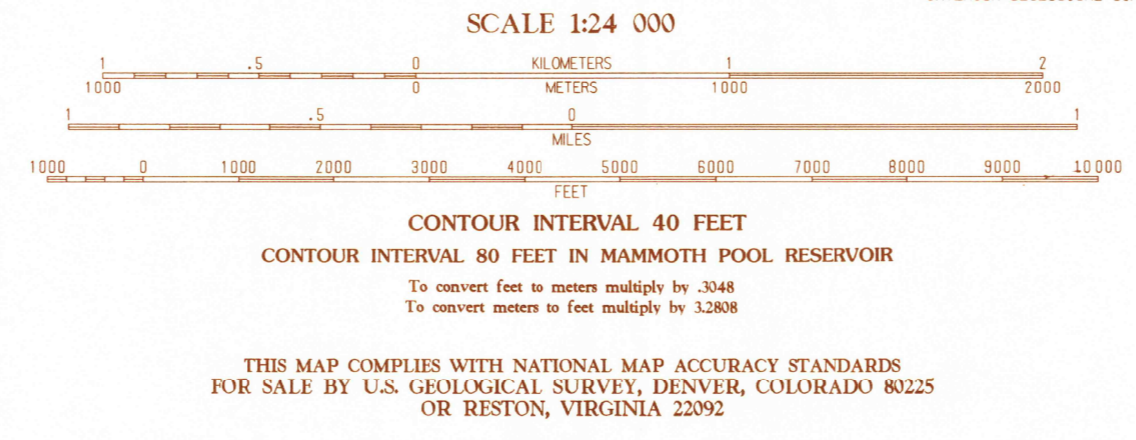 SCALE 1:24 000
1 .5 0 KILOMETERS 1 2
1000 0 METERS 1000 2000
1 .5 0 1
MILES
1000 0 1000 2000 3000 4000 5000 6000 7000 8000 9000 10 000
FEET
CONTOUR INTERVAL 40 FEET
CONTOUR INTERVAL 80 FEET IN MAMMOTH POOL RESERVOIR
To convert feet to meters multiply by .3048
To convert meters to feet multiply by 3.2808
THIS MAP COMPLIES WITH NATIONAL MAP ACCURACY STANDARDS
FOR SALE BY U.S. GEOLOGICAL SURVEY, DENVER, COLORADO 80225
OR RESTON, VIRGINIA 22092